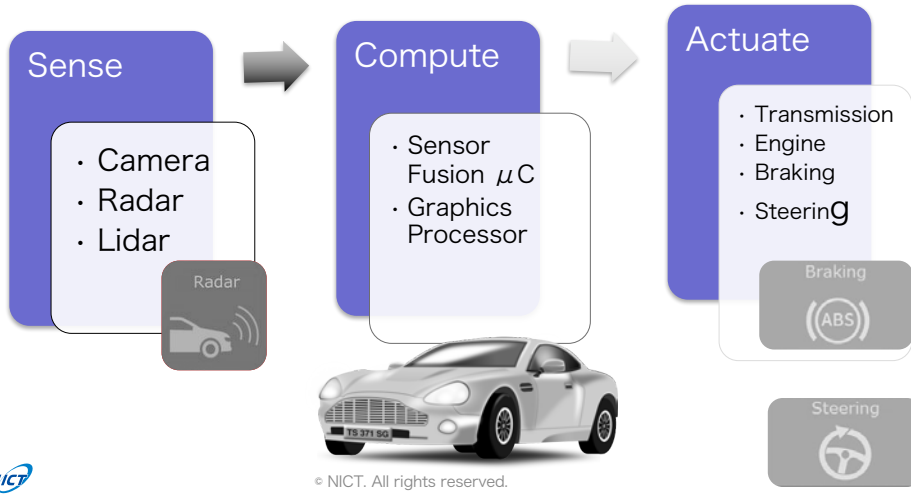 Sense
· Camera
· Radar
· Lidar
Radar
Compute
· Sensor
Fusion μC
· Graphics
Processor
TS 371 SG
Actuate
· Transmission
· Engine
· Braking
· Steering
Braking
(ABS)
Steering
NICT
© NICT. All rights reserved.